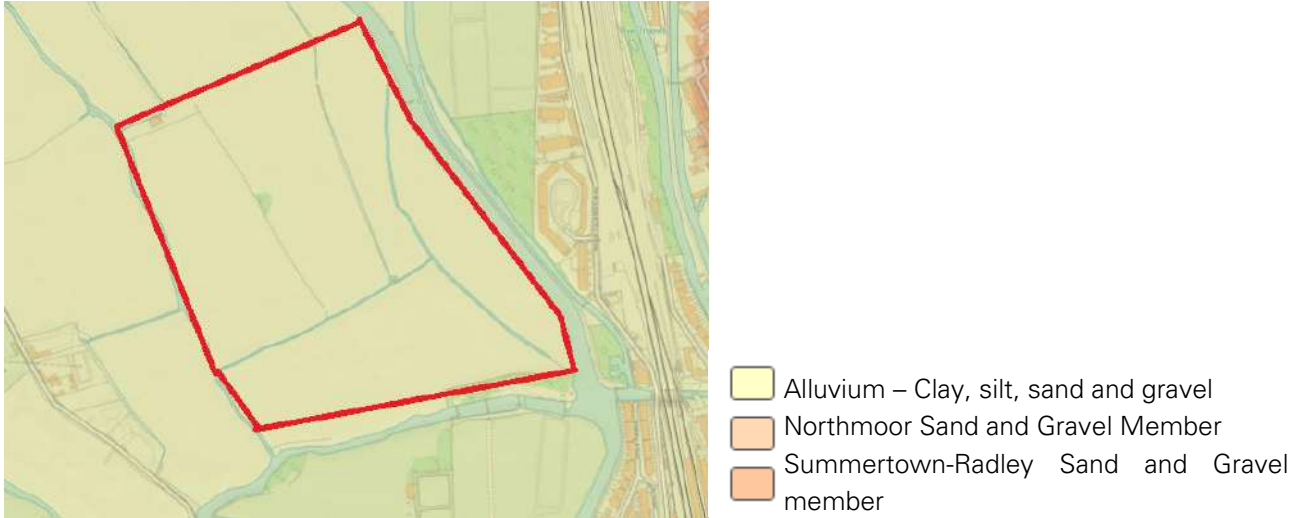 Alluvium – Clay, silt, sand and gravel
Northmoor Sand and Gravel Member
Summertown-Radley Sand and Gravel
member